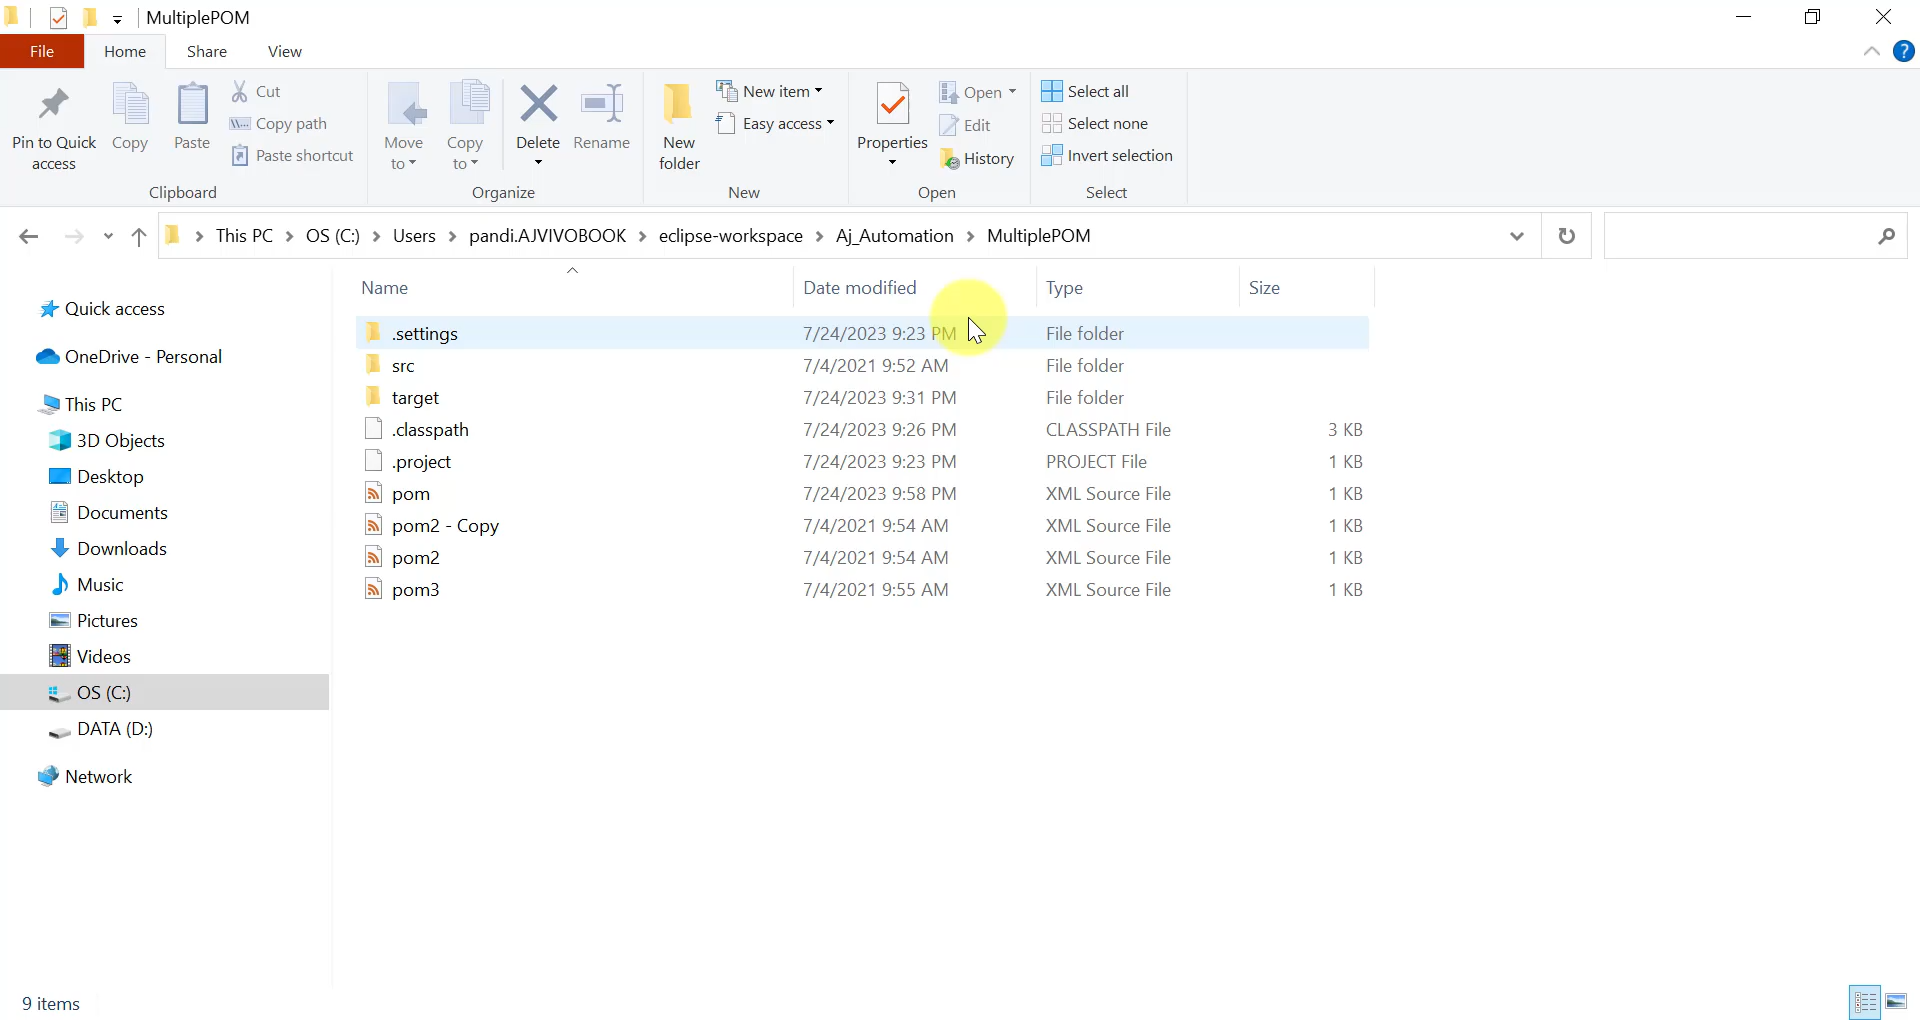 MultiplePOM
File Home Share View
Pin to Quick access
Copy
Paste
Cut
Copy path
Paste shortcut
Clipboard
Move to
Copy to
Delete
Rename
Organize
New folder
New item
Easy access
New
Properties
Open
Edit
History
Open
Select all
Select none
Invert selection
Select
This PC > OS (C:) > Users > pandi.AJVIVOBOOK > eclipse-workspace > Aj_Automation > MultiplePOM
Quick access
OneDrive - Personal
This PC
3D Objects
Desktop
Documents
Downloads
Music
Pictures
Videos
OS (C:)
DATA (D:)
Network
Name Date modified Type Size
.settings 7/24/2023 9:23 PM File folder
src 7/4/2021 9:52 AM File folder
target 7/24/2023 9:31 PM File folder
.classpath 7/24/2023 9:26 PM CLASSPATH File 3 KB
.project 7/24/2023 9:23 PM PROJECT File 1 KB
pom 7/24/2023 9:58 PM XML Source File 1 KB
pom2 - Copy 7/4/2021 9:54 AM XML Source File 1 KB
pom2 7/4/2021 9:54 AM XML Source File 1 KB
pom3 7/4/2021 9:55 AM XML Source File 1 KB
9 items